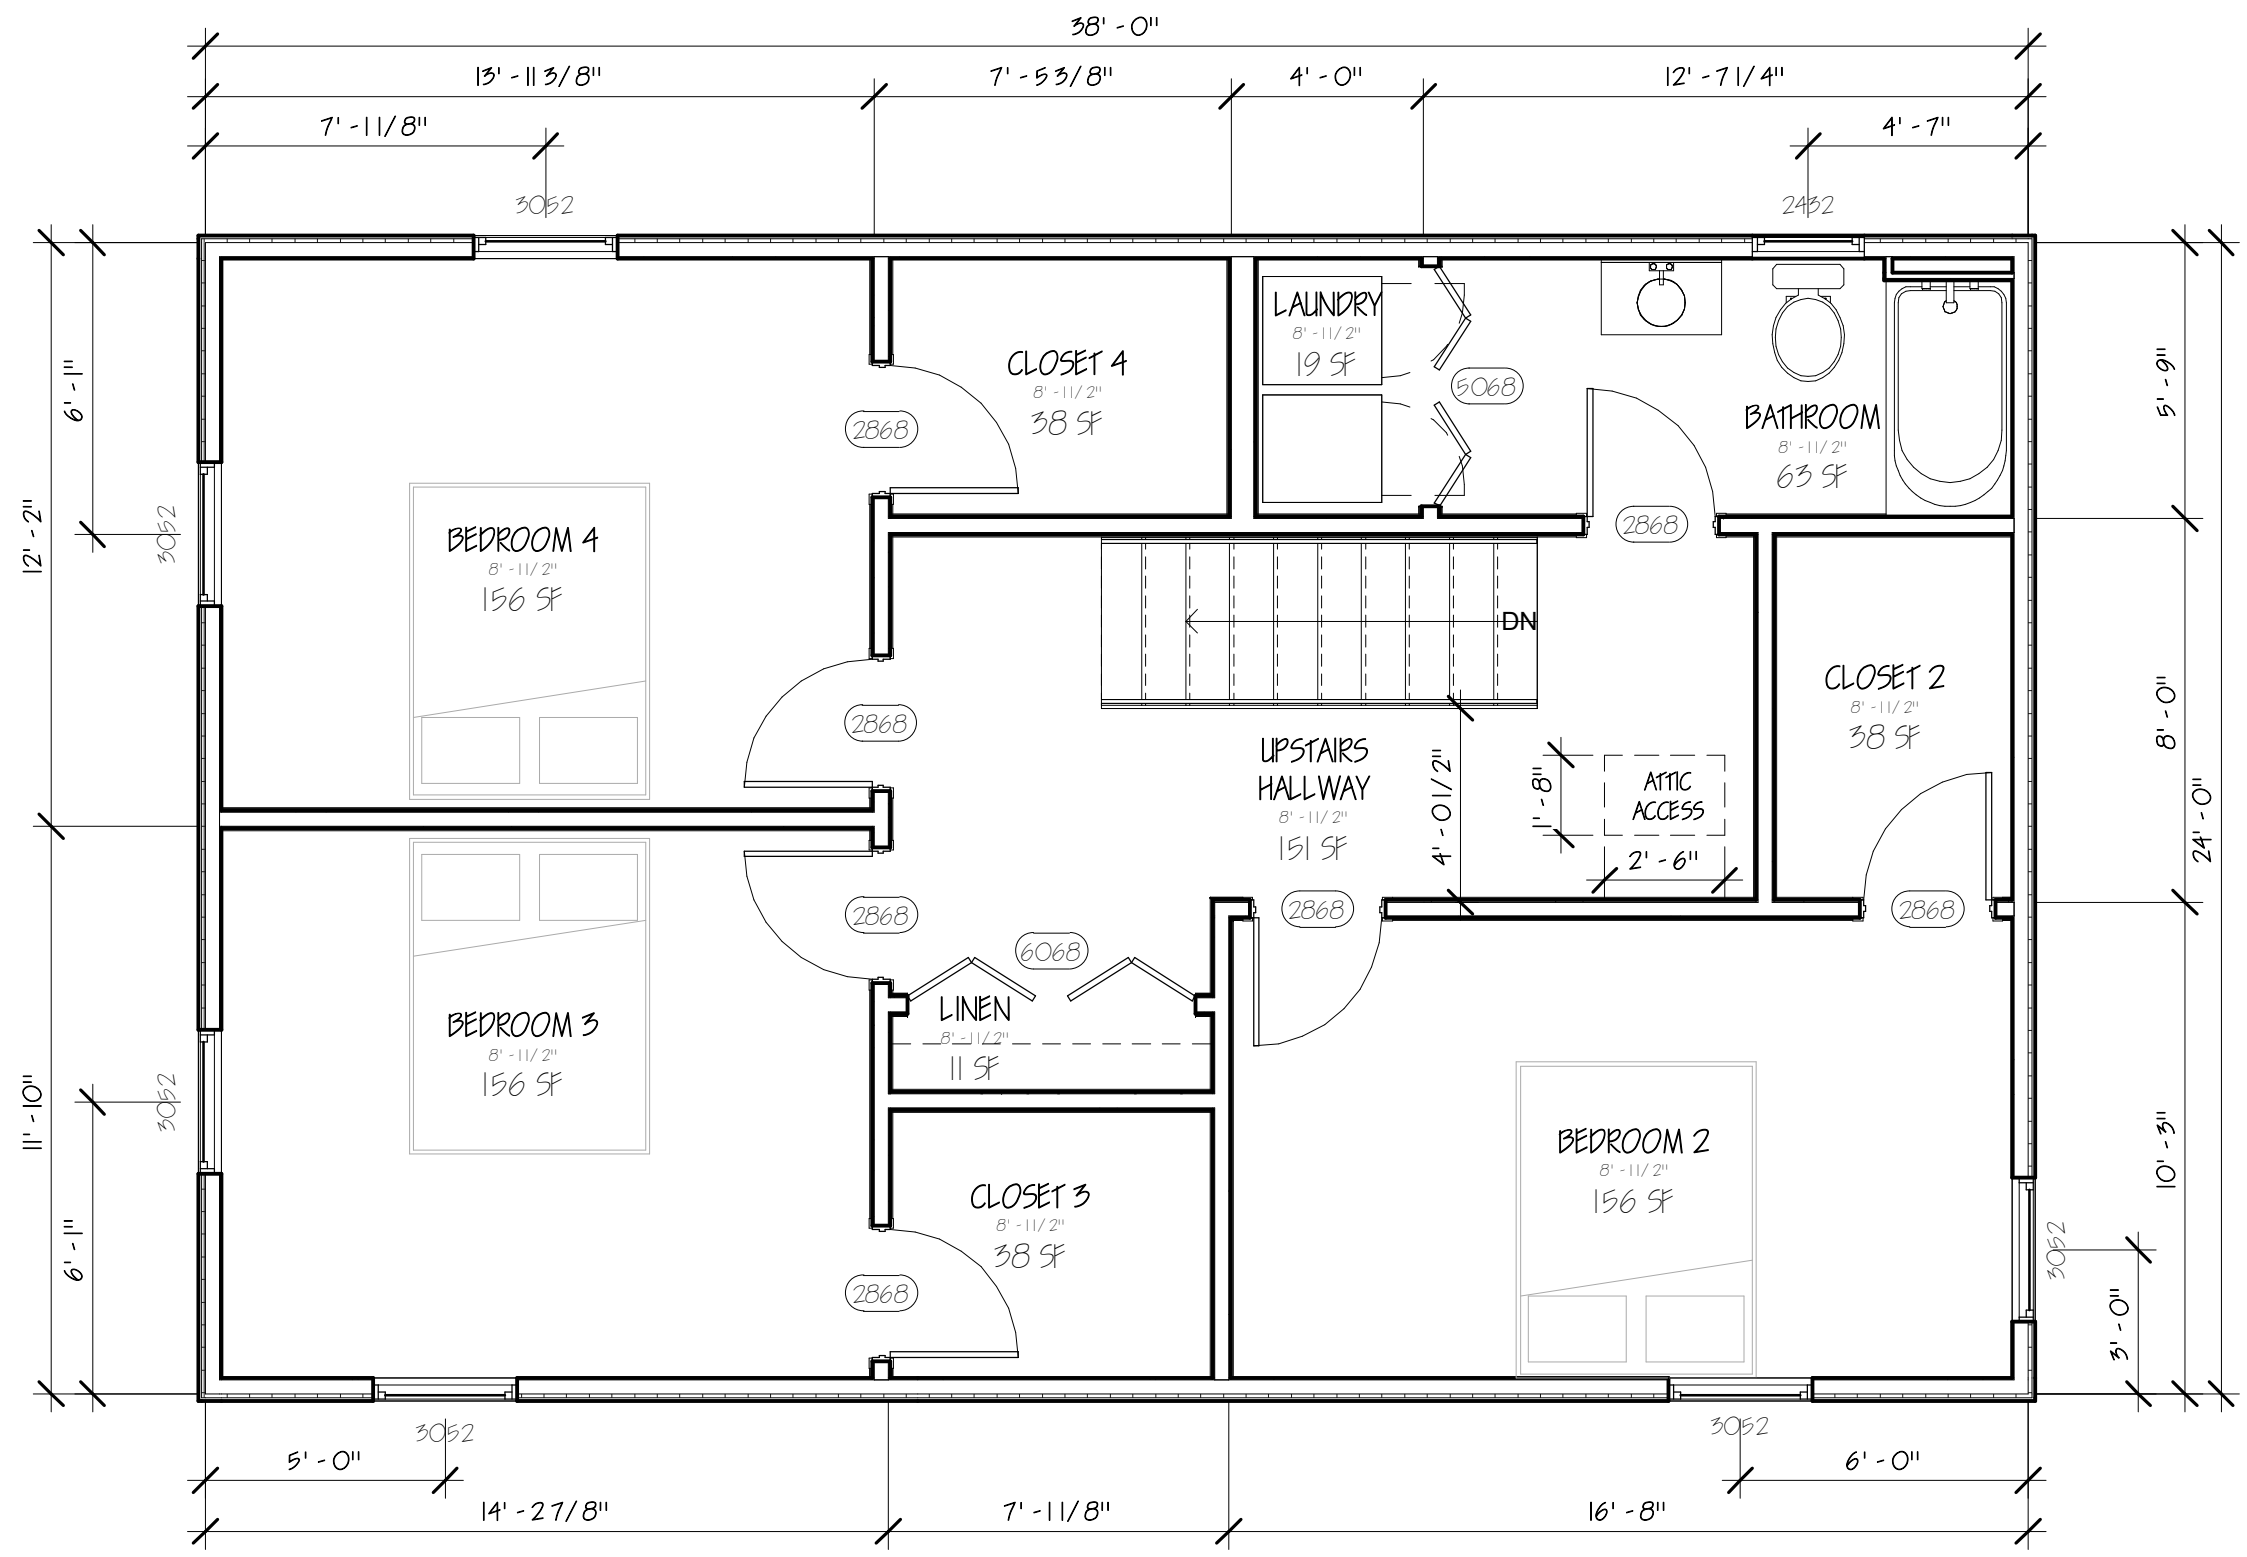 38' - 0"
13' - 11 3/8"
7' - 5 3/8"
4' - 0"
12' - 7 1/4"
7' - 1 1/8"
4' - 7"
3052
2432
LAUNDRY
8' - 1 1/2"
19 SF
CLOSET 4
8' - 1 1/2"
38 SF
5068
2868
BATHROOM
8' - 1 1/2"
63 SF
6' - 1"
5' - 9"
12' - 2"
3052
BEDROOM 4
8' - 1 1/2"
156 SF
2868
DN
2868
CLOSET 2
8' - 1 1/2"
38 SF
8' - 0"
UPSTAIRS
HALLWAY
8' - 1 1/2"
151 SF
4' - 0 1/2"
1' - 8"
ATTIC
ACCESS
2' - 6"
24' - 0"
2868
2868
2868
6068
LINEN
8' - 1 1/2"
11 SF
BEDROOM 3
8' - 1 1/2"
156 SF
3052
11' - 10"
6' - 1"
BEDROOM 2
8' - 1 1/2"
156 SF
10' - 3"
CLOSET 3
8' - 1 1/2"
38 SF
2868
3052
3' - 0"
3052
3052
5' - 0"
6' - 0"
14' - 2 7/8"
7' - 1 1/8"
16' - 8"